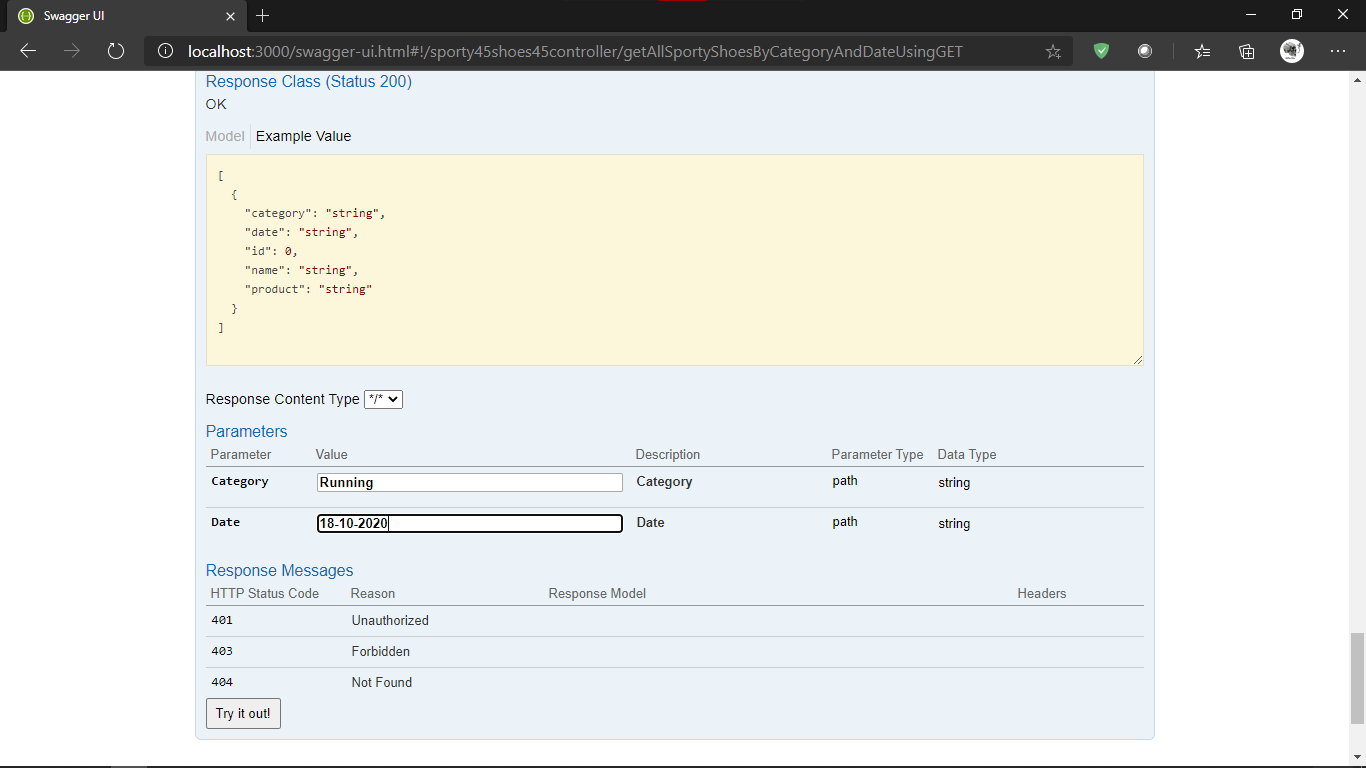 Swagger UI
localhost:3000/swagger-ui.html#!/sporty45shoes45controller/getAllSportyShoesByCategoryAndDateUsingGET
Response Class (Status 200)
OK
Model Example Value
[
{
"category": "string",
"date": "string",
"id": 0,
"name": "string",
"product": "string"
}
]
Response Content Type */*
Parameters
Parameter Value Description Parameter Type Data Type
Category Running Category path string
Date 18-10-2020 Date path string
Response Messages
HTTP Status Code Reason Response Model Headers
401 Unauthorized
403 Forbidden
404 Not Found
Try it out!